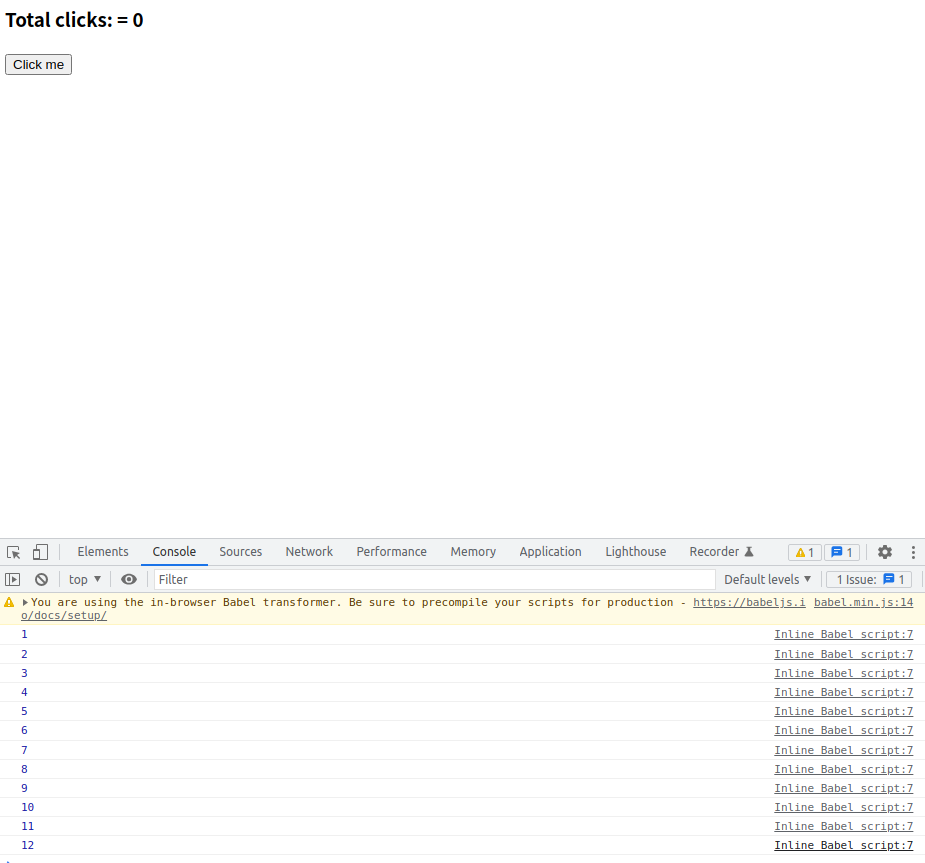 Total clicks: = 0
Click me
Elements Console Sources Network Performance Memory Application Lighthouse Recorder 1 1
top Filter Default levels 1 Issue: 1
You are using the in-browser Babel transformer. Be sure to precompile your scripts for production - https://babeljs.i babel.min.js:14
o/docs/setup/
1 Inline Babel script:7
2 Inline Babel script:7
3 Inline Babel script:7
4 Inline Babel script:7
5 Inline Babel script:7
6 Inline Babel script:7
7 Inline Babel script:7
8 Inline Babel script:7
9 Inline Babel script:7
10 Inline Babel script:7
11 Inline Babel script:7
12 Inline Babel script:7